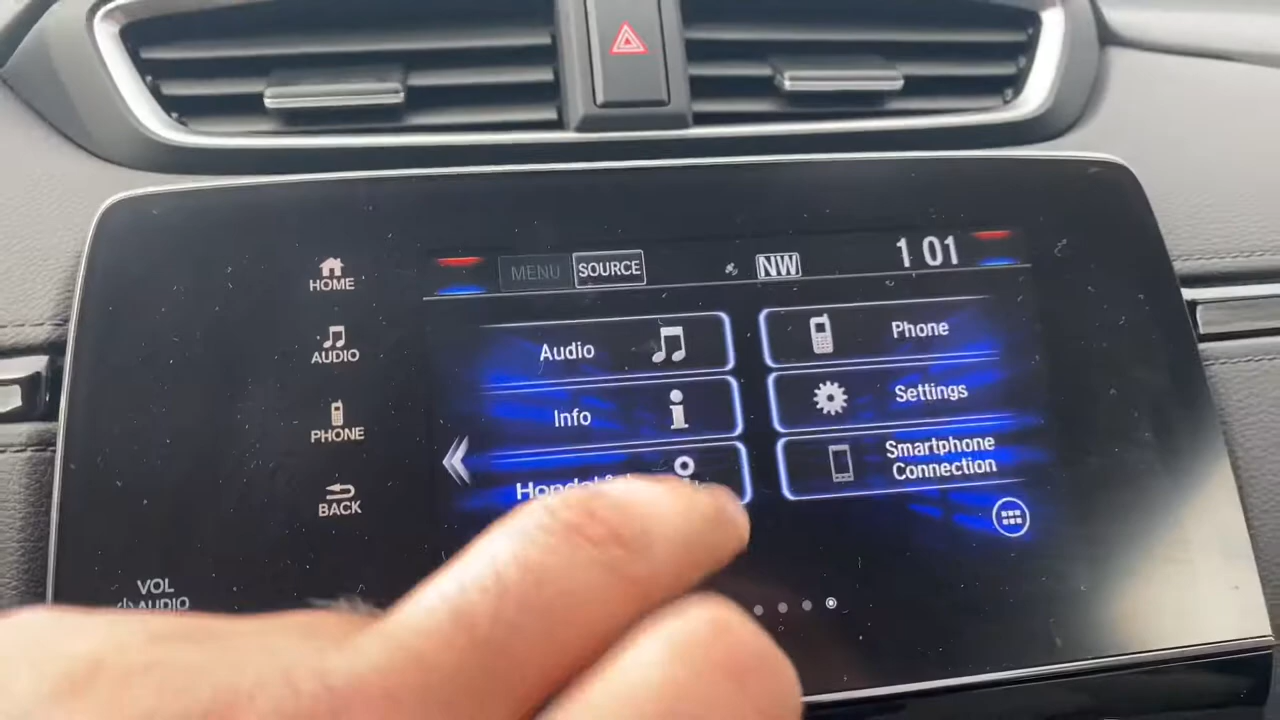 HOME
AUDIO
PHONE
BACK
VOL
AUDIO
MENU
SOURCE
NW
1 01
Audio
Phone
Info
Settings
Smartphone
Connection